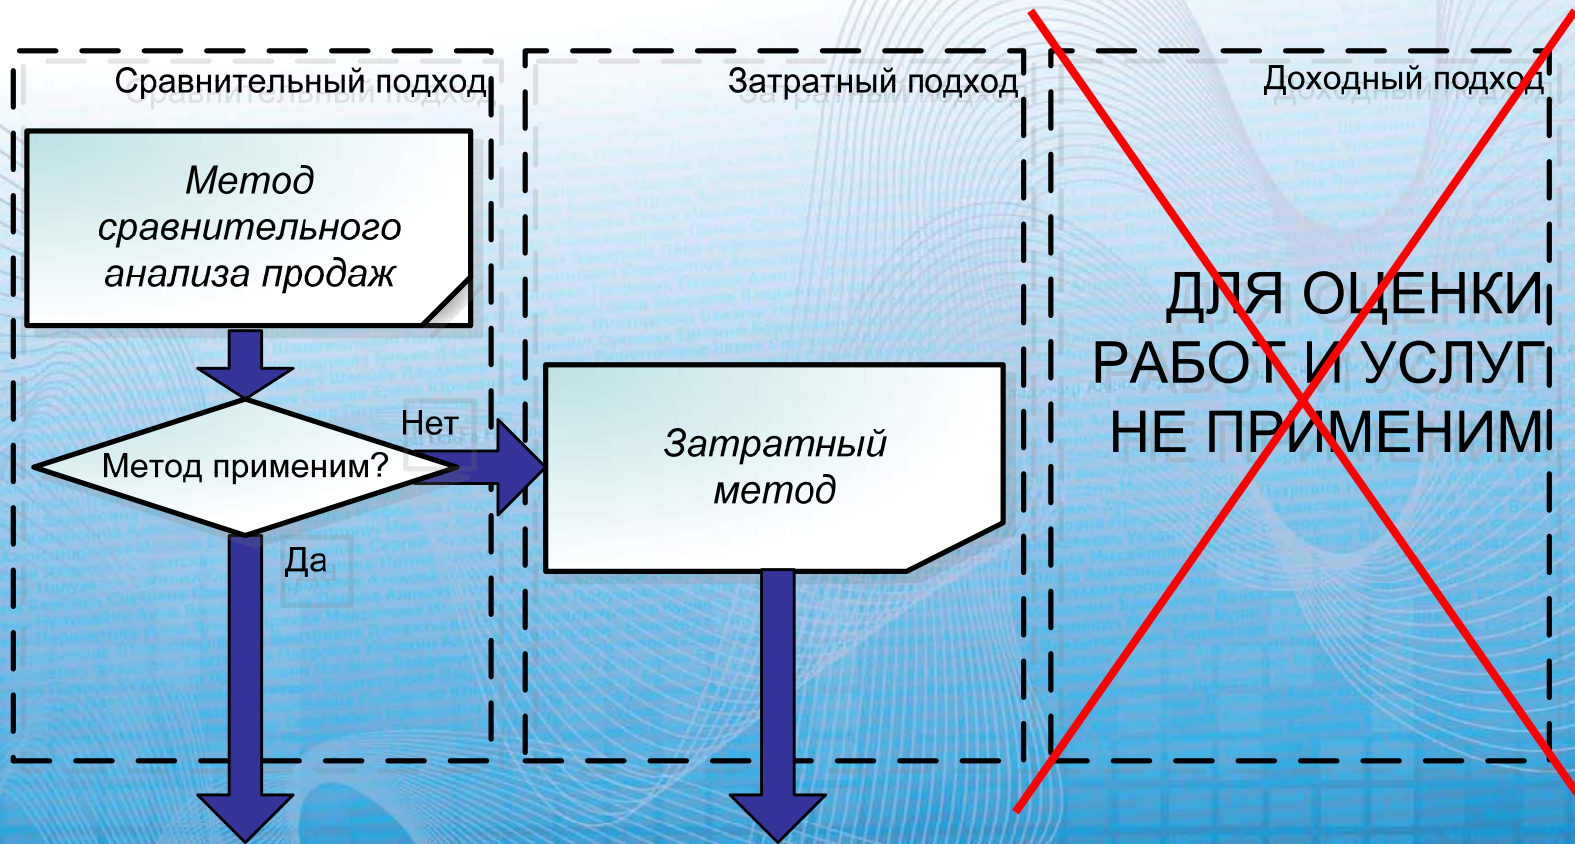 Сравнительный подход
Метод
сравнительного
анализа продаж
Метод применим?
Нет
Да
Затратный подход
Затратный
метод
Доходный подход
ДЛЯ ОЦЕНКИ
РАБОТ И УСЛУГ
НЕ ПРИМЕНИМ